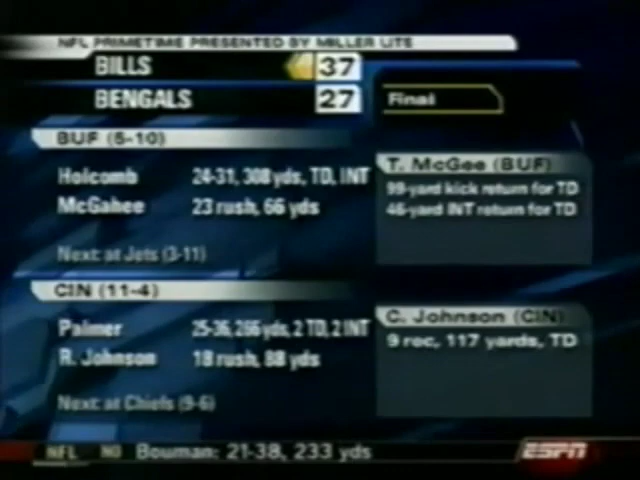 NFL PRIMETIME PRESENTED BY MILLER LITE
BILLS 37
BENGALS 27
Final
BUF (5-10)
Holcomb 24-31, 308 yds, TD, INT
McGahee 23 rush, 66 yds
Next: at Jets (3-11)
T. McGee (BUF)
99-yard kick return for TD
46-yard INT return for TD
CIN (11-4)
Palmer 25-36, 266 yds, 2 TD, 2 INT
R. Johnson 18 rush, 88 yds
Next: at Chiefs (9-6)
C. Johnson (CIN)
9 rec, 117 yards, TD
NFL NO Bouman: 21-38, 233 yds
ESPN